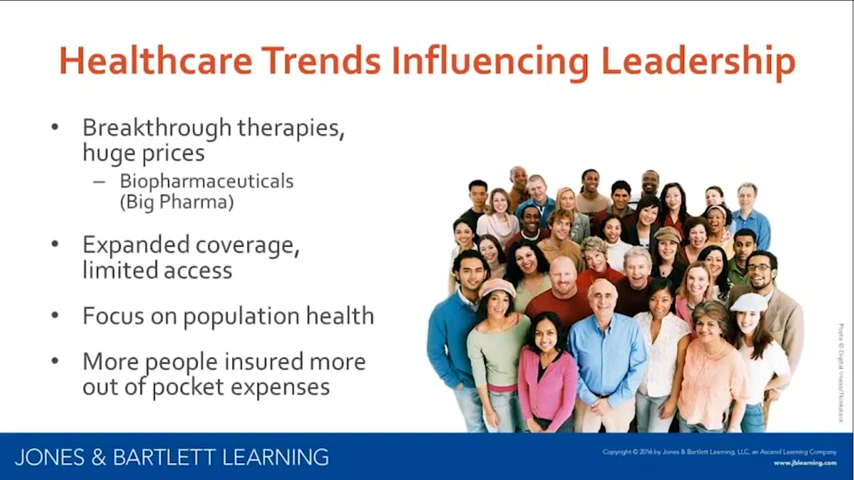 Healthcare Trends Influencing Leadership
• Breakthrough therapies,
huge prices
– Biopharmaceuticals
(Big Pharma)
• Expanded coverage,
limited access
• Focus on population health
• More people insured more
out of pocket expenses
Photo © Digital Vision/Thinkstock
JONES & BARTLETT LEARNING
Copyright © 2016 by Jones & Bartlett Learning, LLC, an Ascend Learning Company
www.jblearning.com